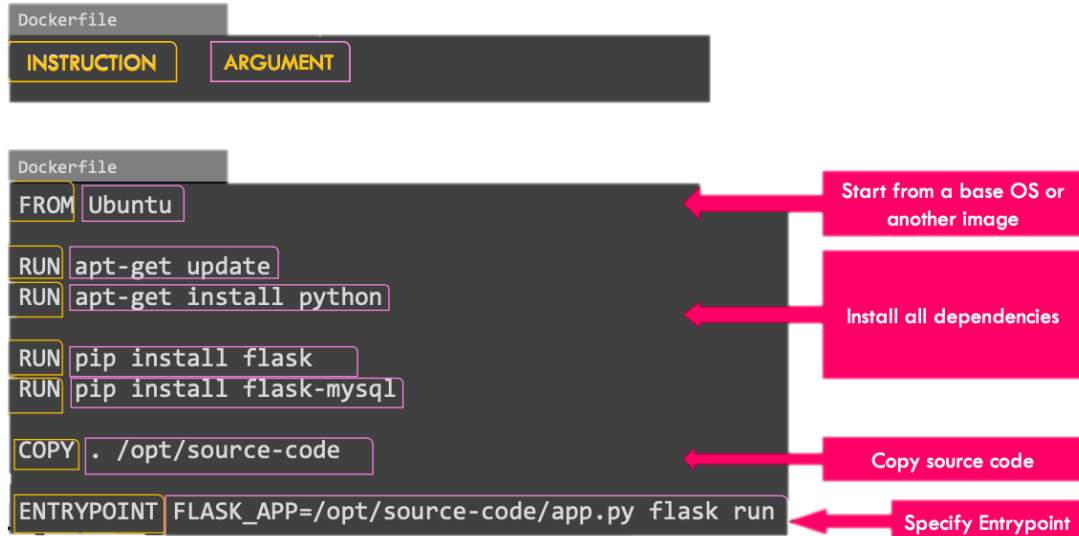 Dockerfile
INSTRUCTION ARGUMENT
Dockerfile
FROM Ubuntu
Start from a base OS or
another image
RUN apt-get update
RUN apt-get install python
Install all dependencies
RUN pip install flask
RUN pip install flask-mysql
COPY . /opt/source-code
Copy source code
ENTRYPOINT FLASK_APP=/opt/source-code/app.py flask run
Specify Entrypoint